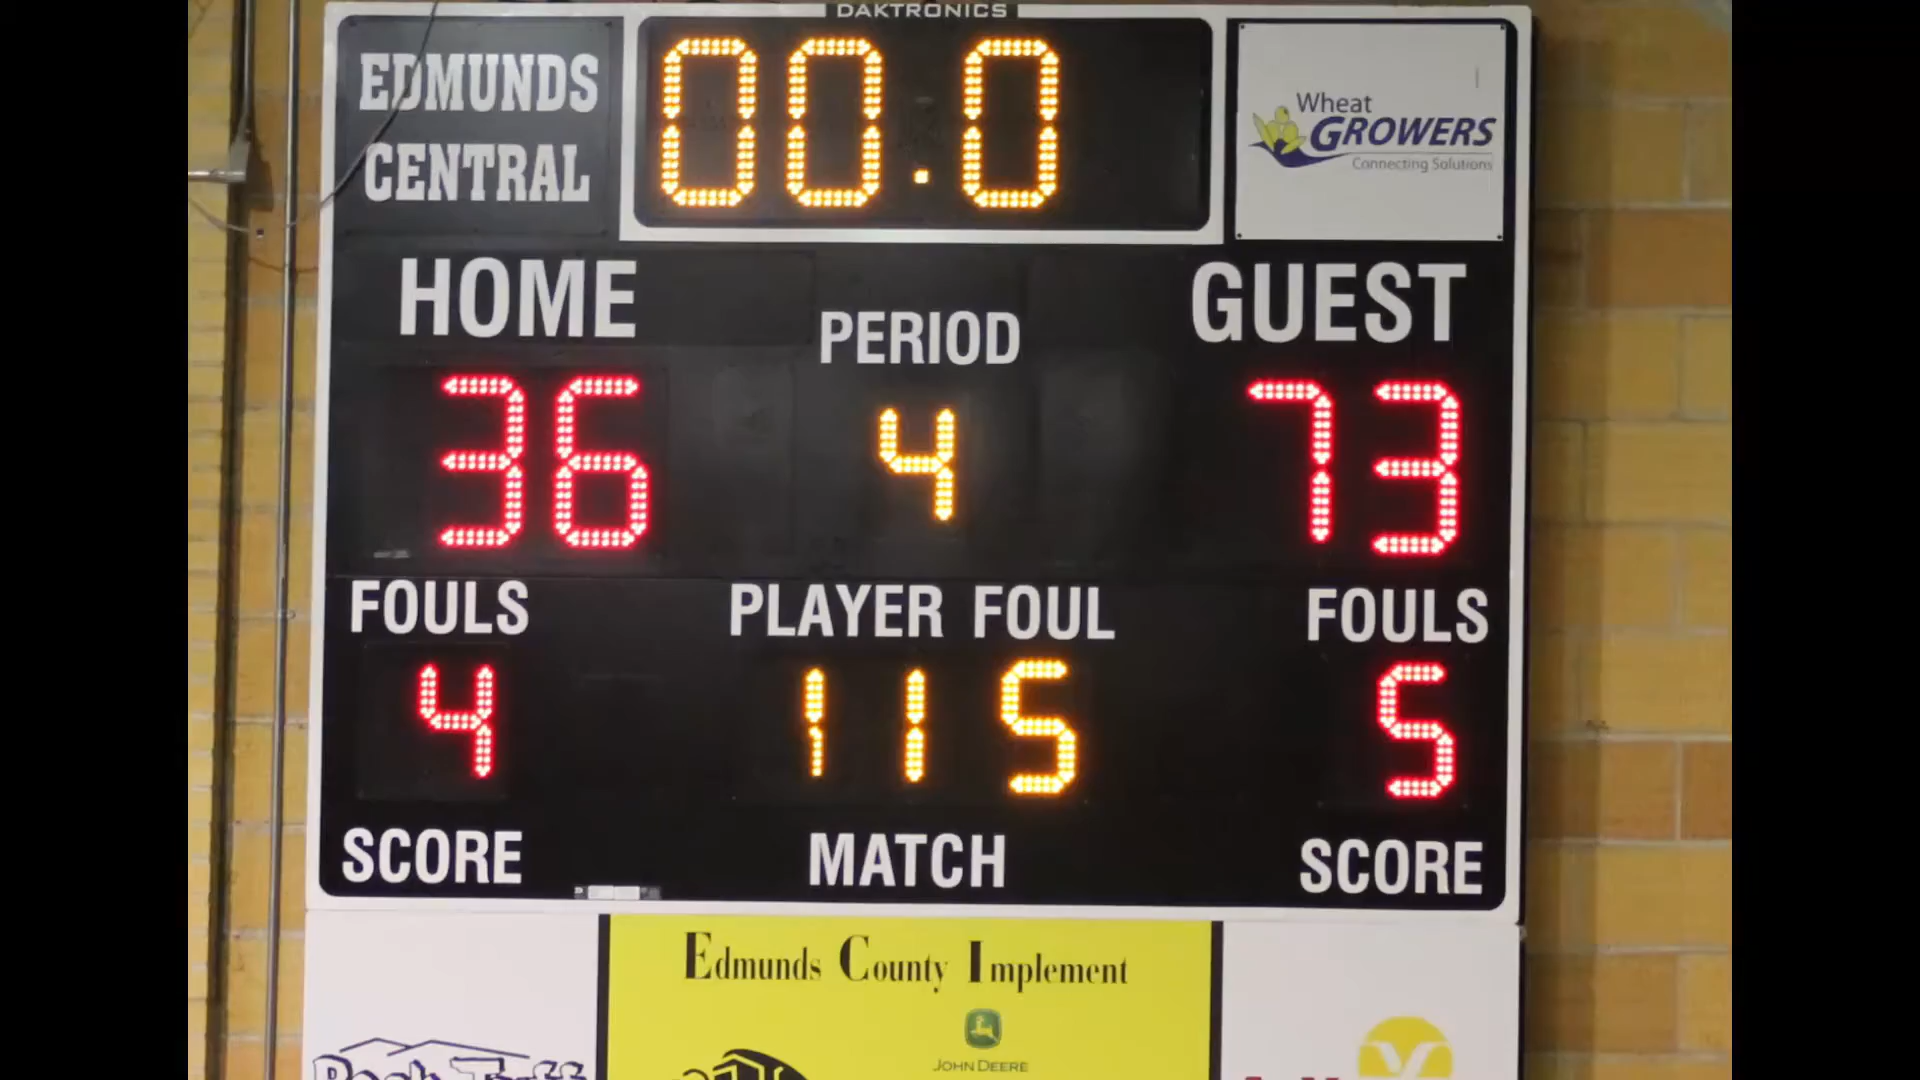 DAKTRONICS
EDMUNDS
CENTRAL
00.0
Wheat
GROWERS
Connecting Solutions
HOME
PERIOD
GUEST
36
4
73
FOULS
PLAYER FOUL
FOULS
4
11 5
5
SCORE
MATCH
SCORE
Edmunds County Implement
JOHN DEERE